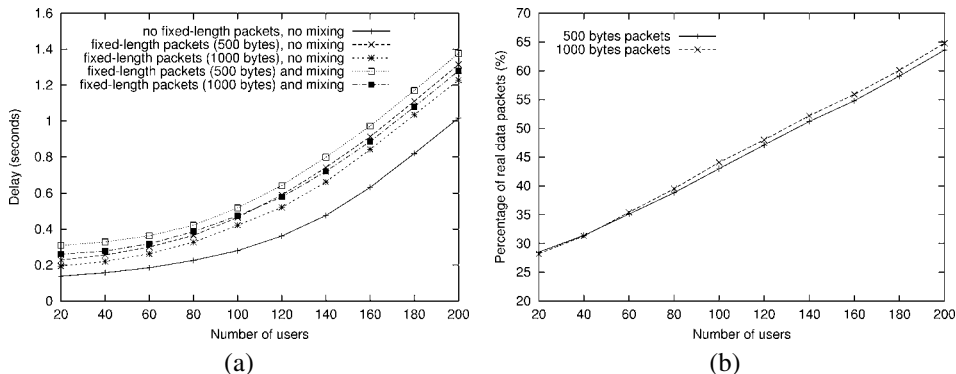 1.6
1.4
1.2
1
0.8
0.6
0.4
0.2
0
Delay (seconds)
no fixed-length packets, no mixing
fixed-length packets (500 bytes), no mixing
fixed-length packets (1000 bytes), no mixing
fixed-length packets (500 bytes) and mixing
fixed-length packets (1000 bytes) and mixing
20 40 60 80 100 120 140 160 180 200
Number of users
(a)
70
65
60
55
50
45
40
35
30
25
20
Percentage of real data packets (%)
500 bytes packets
1000 bytes packets
20 40 60 80 100 120 140 160 180 200
Number of users
(b)